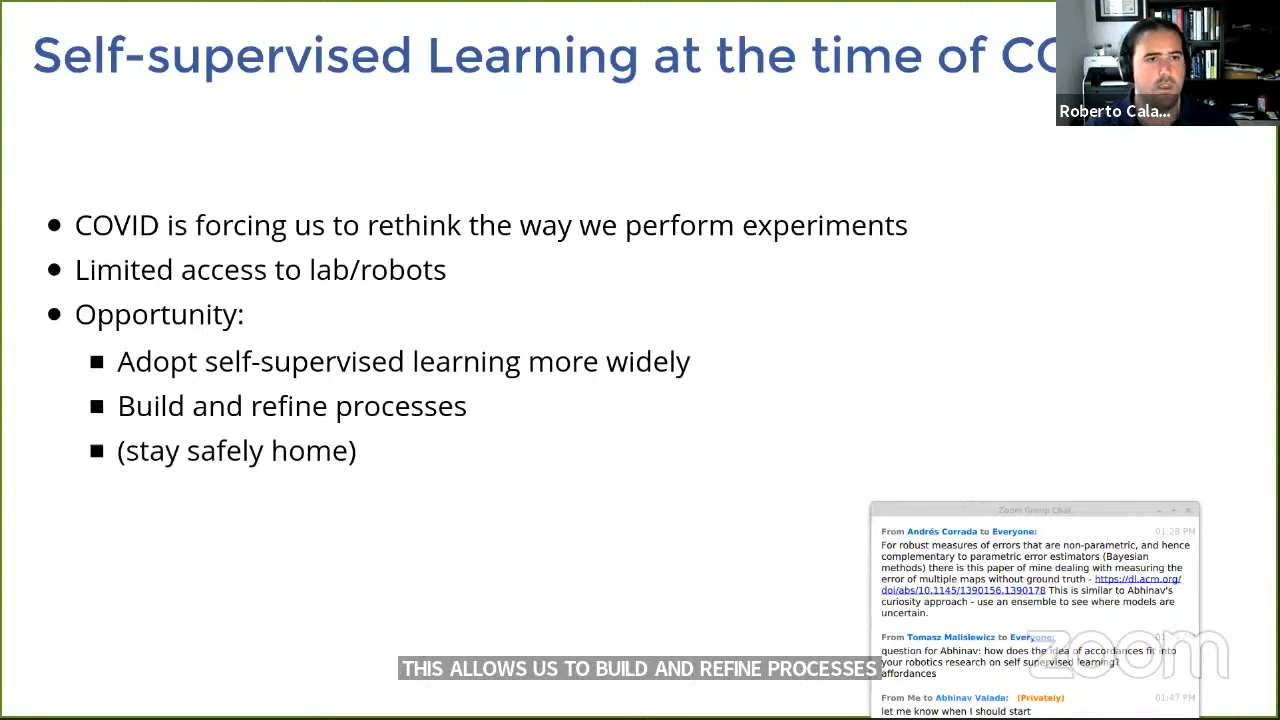 Self-supervised Learning at the time of CO
Roberto Cala...
COVID is forcing us to rethink the way we perform experiments
Limited access to lab/robots
Opportunity:
Adopt self-supervised learning more widely
Build and refine processes
(stay safely home)
Zoom Group Chat...
From Andrés Corrada to Everyone: 01:28 PM
For robust measures of errors that are non-parametric, and hence
complementary to parametric error estimators (Bayesian
methods) there is this paper of mine dealing with measuring the
error of multiple maps without ground truth - https://dl.acm.org/
doi/abs/10.1145/1390156.1390178 This is similar to Abhinav's
curiosity approach - use an ensemble to see where models are
uncertain.
From Tomasz Malisiewicz to Everyone:
question for Abhinav: how does the idea of accordances fit into
your robotics research on self supervised learning?
affordances
From Me to Abhinav Valada: (Privately) 01:47 PM
let me know when I should start
zoom
THIS ALLOWS US TO BUILD AND REFINE PROCESSES